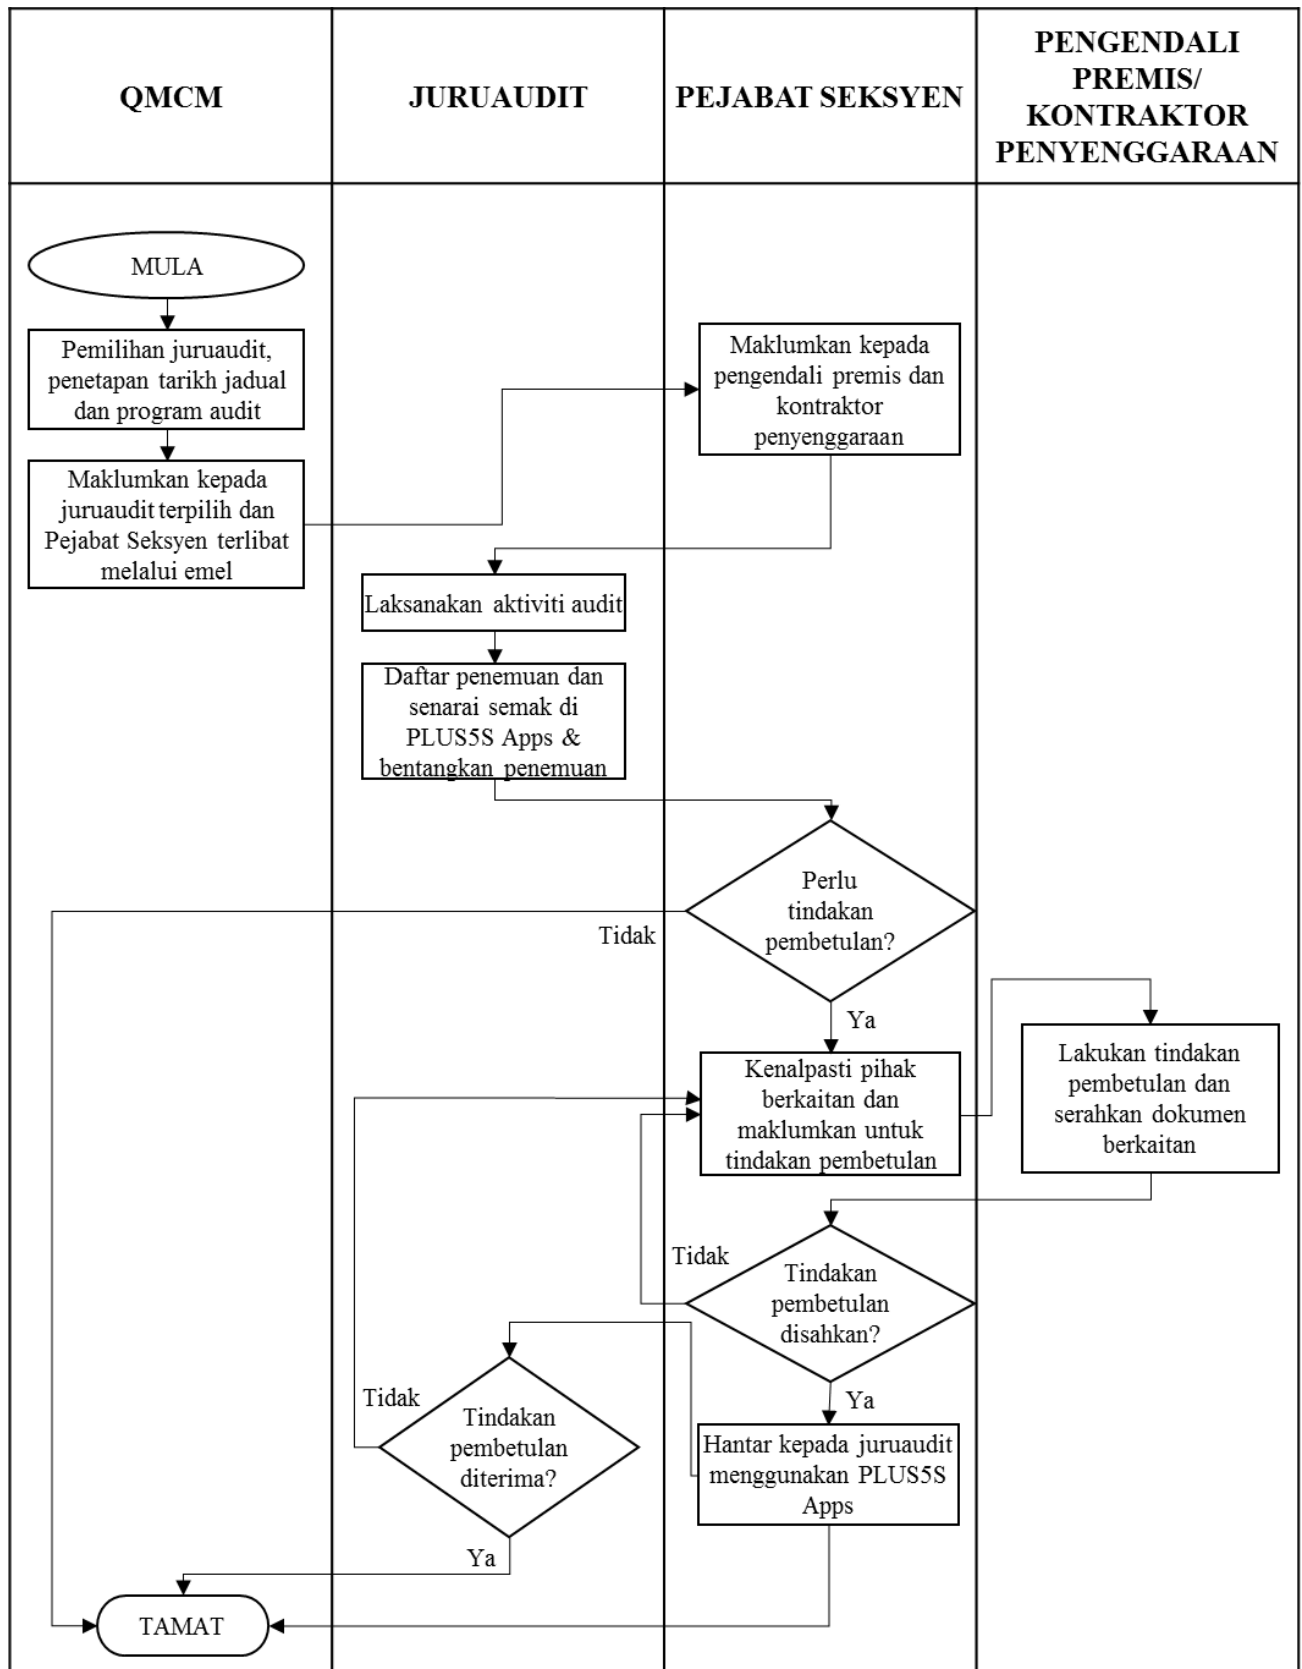 QMCM
JURUAUDIT
PEJABAT SEKSYEN
PENGENDALI
PREMIS/
KONTRAKTOR
PENYENGGARAAN
MULA
Pemilihan juruaudit,
penetapan tarikh jadual
dan program audit
Maklumkan kepada
juruaudit terpilih dan
Pejabat Seksyen terlibat
melalui emel
Maklumkan kepada
pengendali premis dan
kontraktor
penyenggaraan
Laksanakan aktiviti audit
Daftar penemuan dan
senarai semak di
PLUS5S Apps &
bentangkan penemuan
Perlu
tindakan
pembetulan?
Tidak
Ya
Kenalpasti pihak
berkaitan dan
maklumkan untuk
tindakan pembetulan
Lakukan tindakan
pembetulan dan
serahkan dokumen
berkaitan
Tindakan
pembetulan
disahkan?
Tidak
Ya
Hantar kepada juruaudit
menggunakan PLUS5S
Apps
Tindakan
pembetulan
diterima?
Tidak
Ya
TAMAT